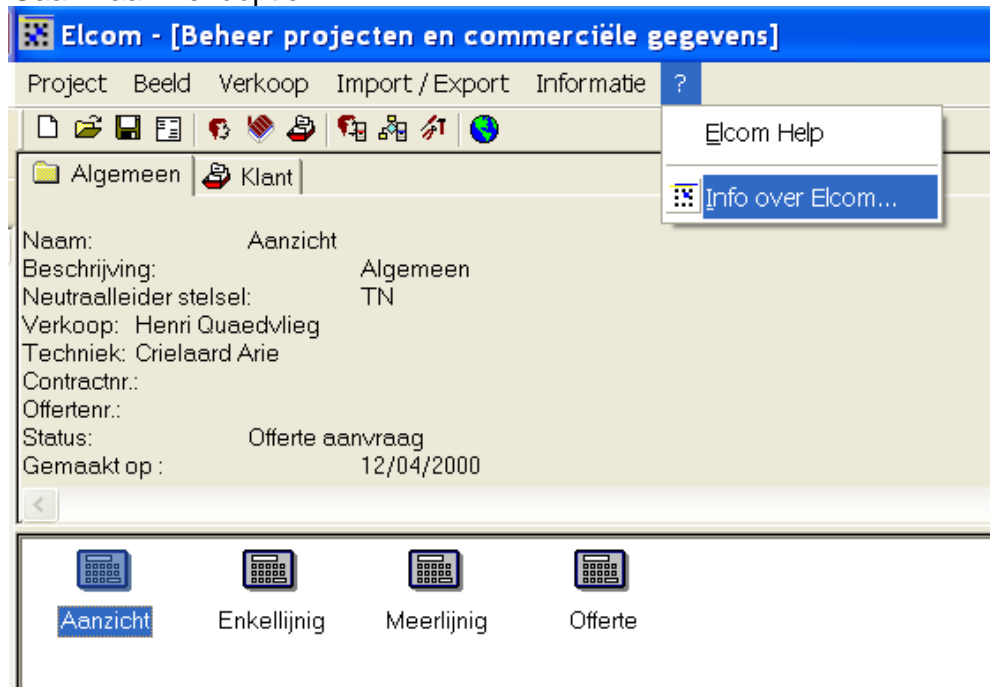 Elcom - [Beheer projecten en commerciële gegevens]
Project Beeld Verkoop Import / Export Informatie ?
Elcom Help
Info over Elcom...
Algemeen Klant
Naam: Aanzicht
Beschrijving: Algemeen
Neutraalleider stelsel: TN
Verkoop: Henri Quaedvlieg
Techniek: Crielaard Arie
Contractnr.:
Offertenr.:
Status: Offerte aanvraag
Gemaakt op : 12/04/2000
Aanzicht Enkellijnig Meerlijnig Offerte